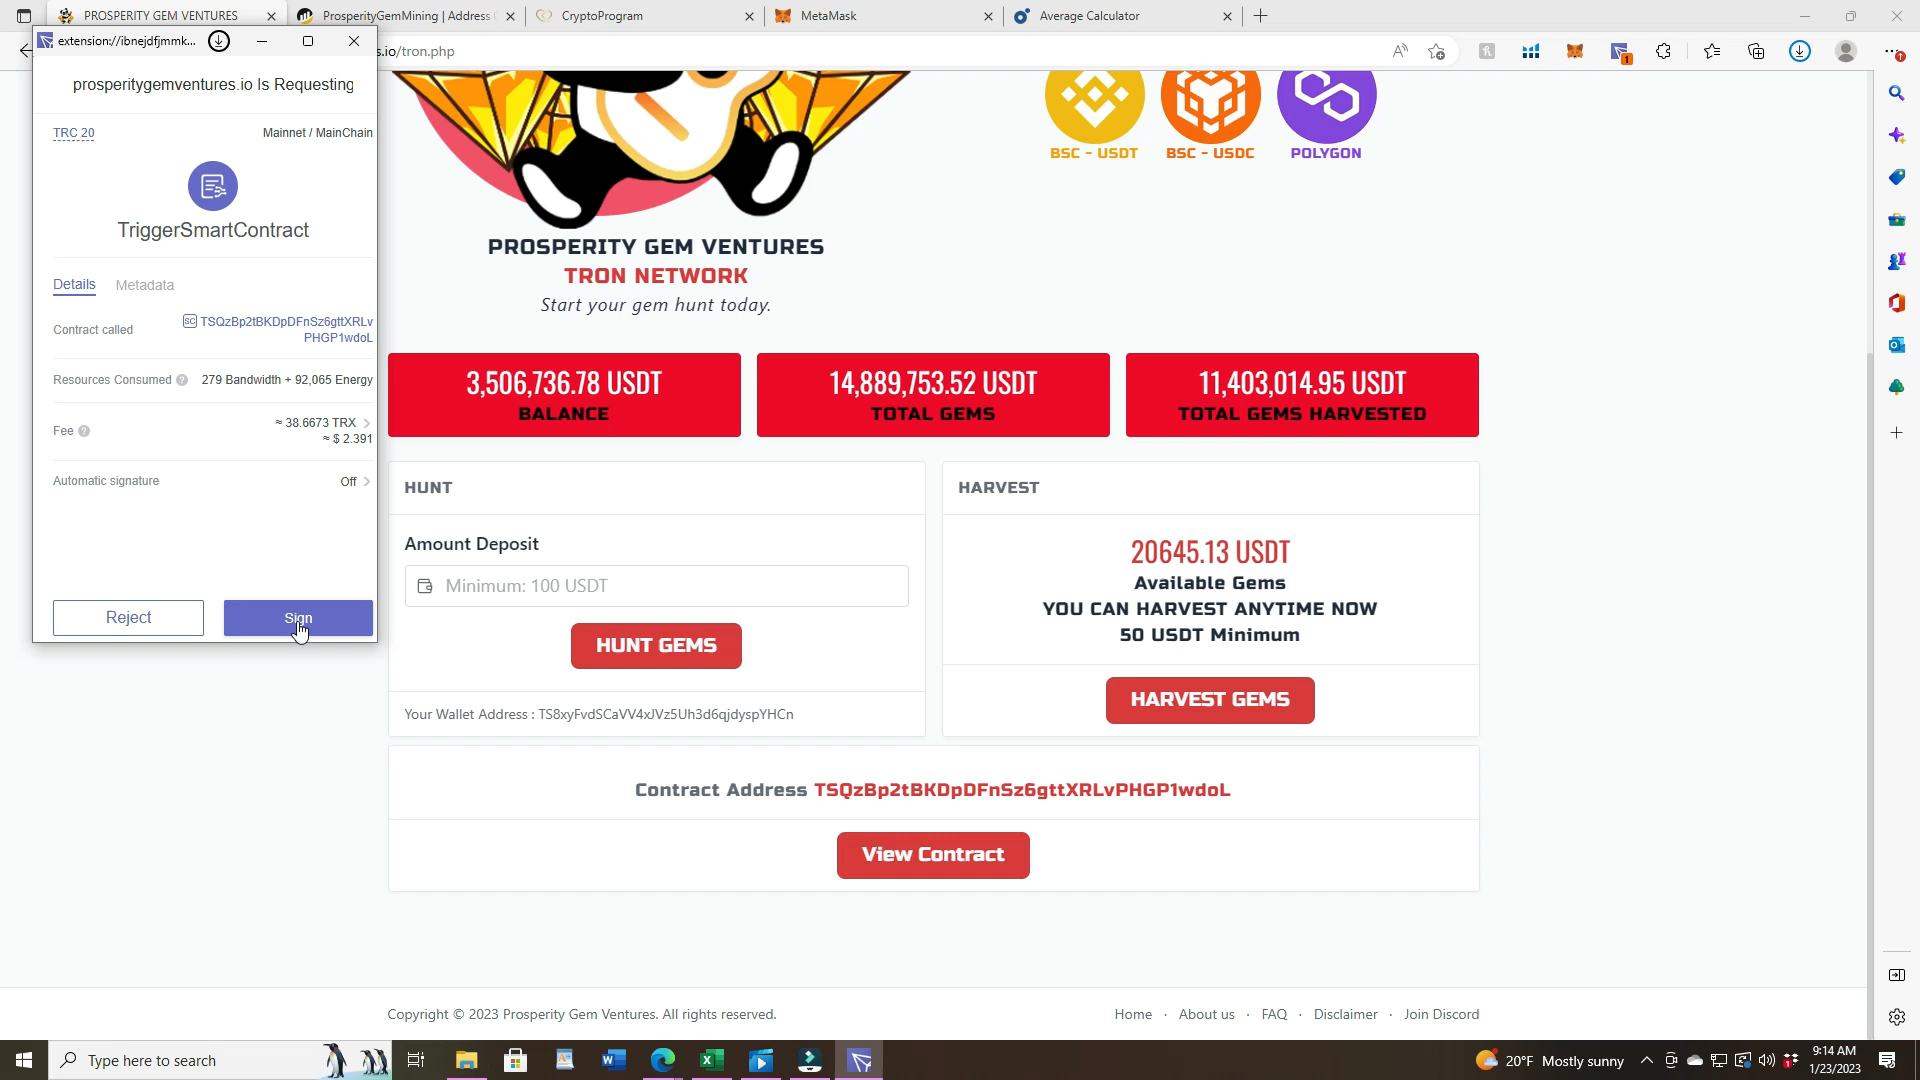 PROSPERITY GEM VENTURES
ProsperityGemMining | Address
CryptoProgram
MetaMask
Average Calculator
extension://ibnejdfjmmk...
s.io/tron.php
1
prosperitygemventures.io Is Requesting
TRC 20
Mainnet / MainChain
TriggerSmartContract
Details
Metadata
Contract called
SC TSQzBp2tBKDpDFnSz6gttXRLv
PHGP1wdoL
Resources Consumed ? 279 Bandwidth + 92,065 Energy
Fee ?
≈ 38.6673 TRX
≈ $ 2.391
Automatic signature
Off
Reject
Sign
BSC - USDT
BSC - USDC
POLYGON
PROSPERITY GEM VENTURES
TRON NETWORK
Start your gem hunt today.
3,506,736.78 USDT
BALANCE
14,889,753.52 USDT
TOTAL GEMS
11,403,014.95 USDT
TOTAL GEMS HARVESTED
HUNT
Amount Deposit
Minimum: 100 USDT
HUNT GEMS
Your Wallet Address : TS8xyFvdSCaVV4xJVz5Uh3d6qjdyspYHCn
HARVEST
20645.13 USDT
Available Gems
YOU CAN HARVEST ANYTIME NOW
50 USDT Minimum
HARVEST GEMS
Contract Address TSQzBp2tBKDpDFnSz6gttXRLvPHGP1wdoL
View Contract
Copyright © 2023 Prosperity Gem Ventures. All rights reserved.
Home · About us · FAQ · Disclaimer · Join Discord
Type here to search
20°F Mostly sunny
9:14 AM
1/23/2023